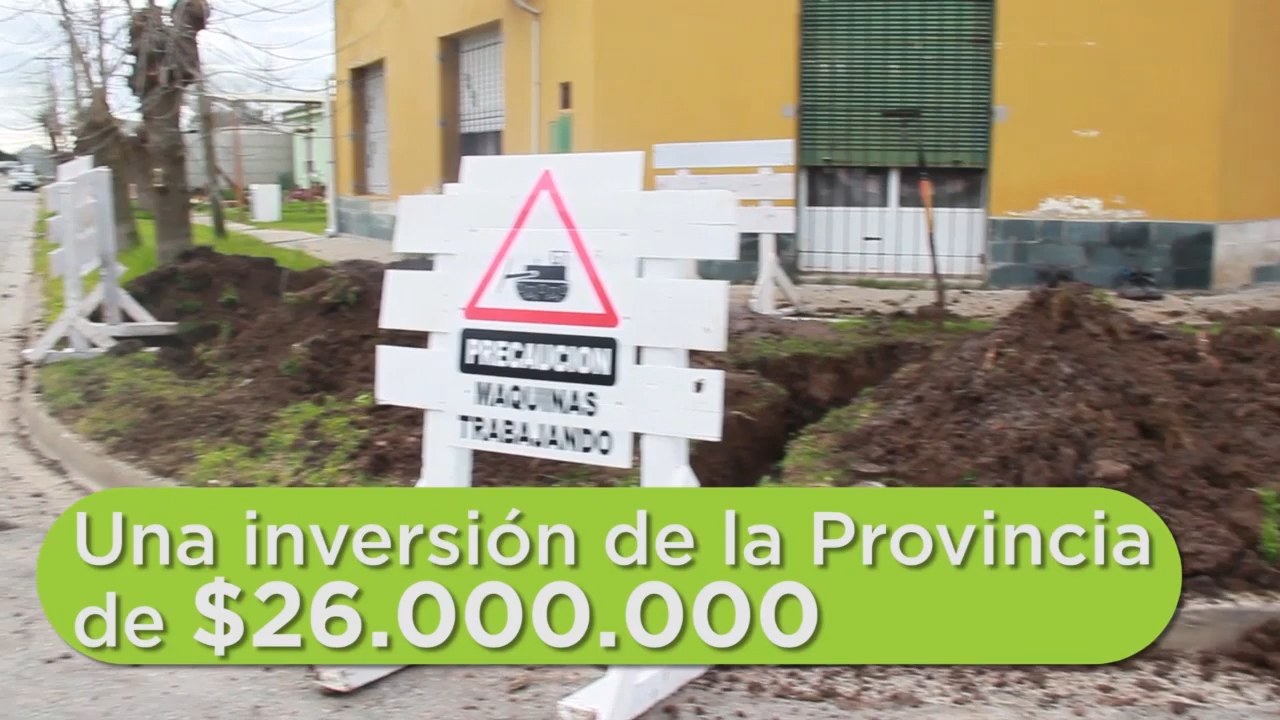 PRECAUCION
MAQUINAS
TRABAJANDO
Una inversión de la Provincia
de $26.000.000